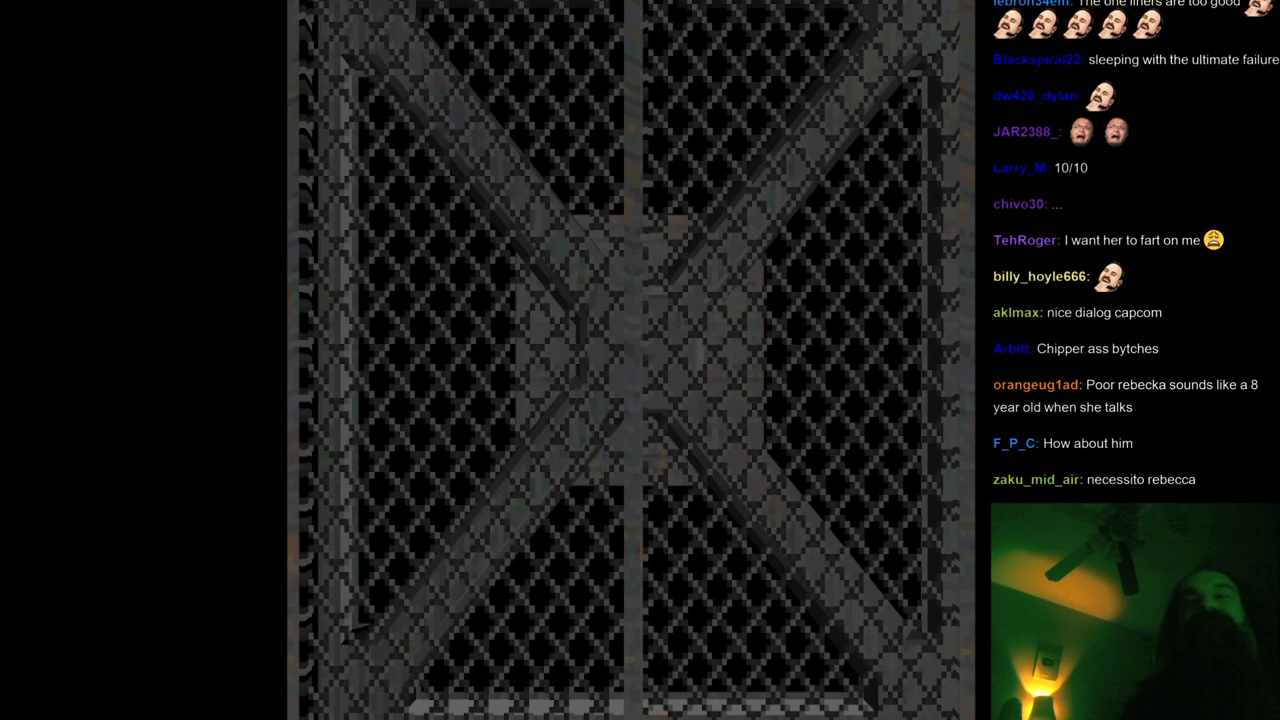 lebron34em: The one liners are too good
Blackspiral22: sleeping with the ultimate failure
dw420_dylan:
JAR2388_:
Larry_M: 10/10
chivo30: ...
TehRoger: I want her to fart on me
billy_hoyle666:
aklmax: nice dialog capcom
Arbitt: Chipper ass bytches
orangeug1ad: Poor rebecka sounds like a 8
year old when she talks
F_P_C: How about him
zaku_mid_air: necessito rebecca